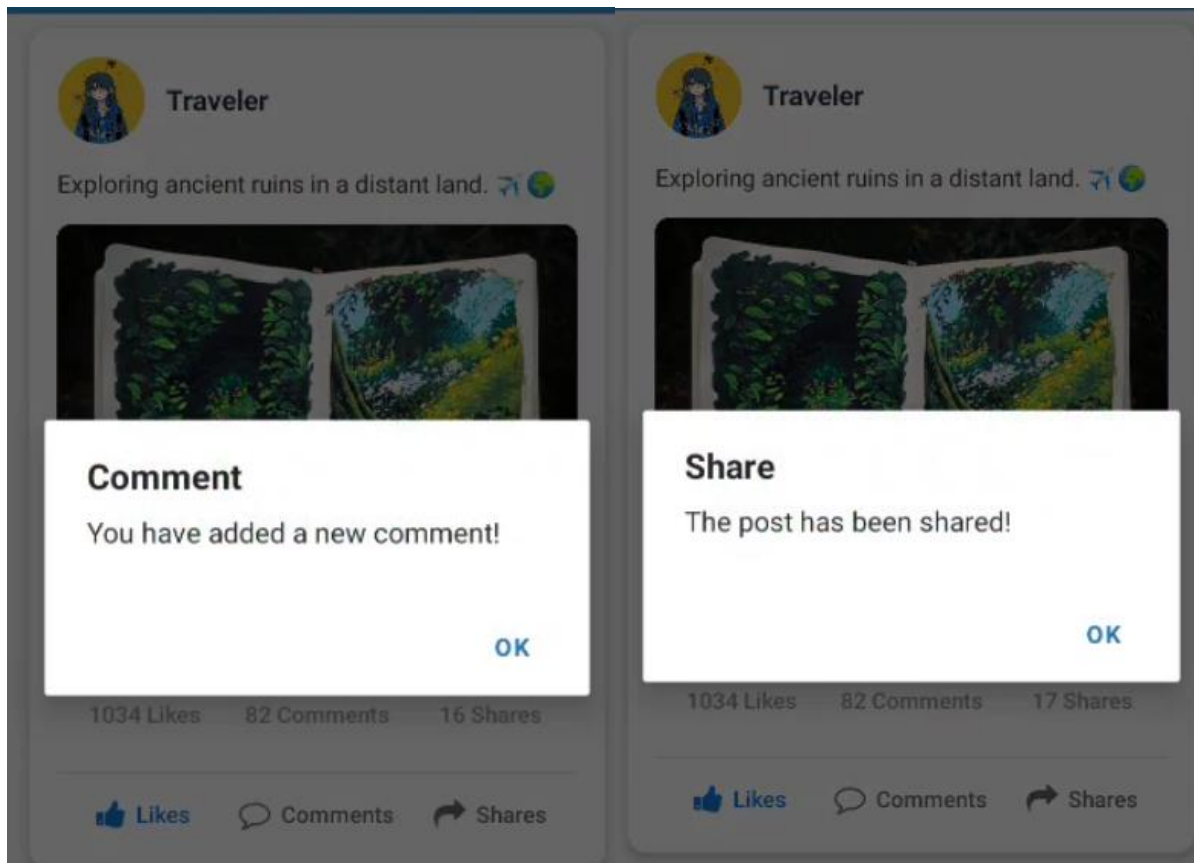 Traveler
Exploring ancient ruins in a distant land. ✈️🌍
Comment
You have added a new comment!
OK
1034 Likes 82 Comments 16 Shares
Likes Comments Shares
Traveler
Exploring ancient ruins in a distant land. ✈️🌍
Share
The post has been shared!
OK
1034 Likes 82 Comments 17 Shares
Likes Comments Shares